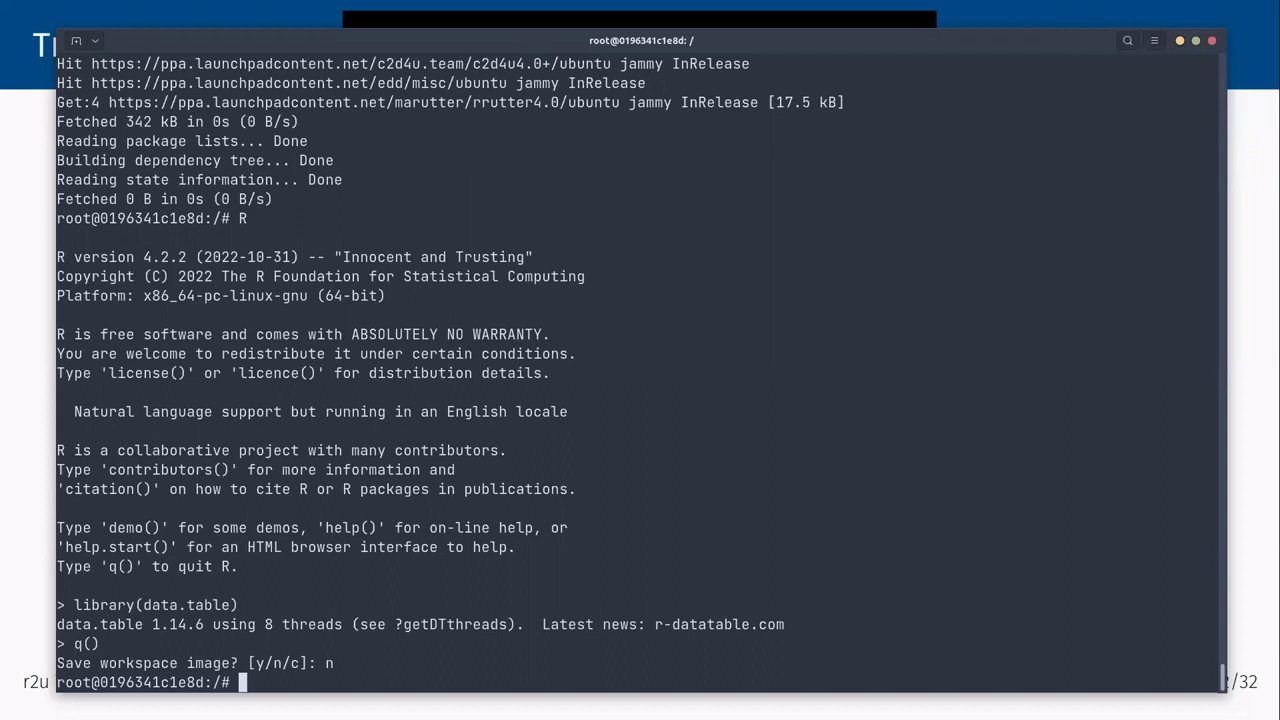 root@0196341c1e8d: /
Hit https://ppa.launchpadcontent.net/c2d4u.team/c2d4u4.0+/ubuntu jammy InRelease
Hit https://ppa.launchpadcontent.net/edd/misc/ubuntu jammy InRelease
Get:4 https://ppa.launchpadcontent.net/marutter/rrutter4.0/ubuntu jammy InRelease [17.5 kB]
Fetched 342 kB in 0s (0 B/s)
Reading package lists... Done
Building dependency tree... Done
Reading state information... Done
Fetched 0 B in 0s (0 B/s)
root@0196341c1e8d:/# R
R version 4.2.2 (2022-10-31) -- "Innocent and Trusting"
Copyright (C) 2022 The R Foundation for Statistical Computing
Platform: x86_64-pc-linux-gnu (64-bit)
R is free software and comes with ABSOLUTELY NO WARRANTY.
You are welcome to redistribute it under certain conditions.
Type 'license()' or 'licence()' for distribution details.
Natural language support but running in an English locale
R is a collaborative project with many contributors.
Type 'contributors()' for more information and
'citation()' on how to cite R or R packages in publications.
Type 'demo()' for some demos, 'help()' for on-line help, or
'help.start()' for an HTML browser interface to help.
Type 'q()' to quit R.
> library(data.table)
data.table 1.14.6 using 8 threads (see ?getDTthreads).  Latest news: r-datatable.com
> q()
Save workspace image? [y/n/c]: n
root@0196341c1e8d:/#
r2u
/32